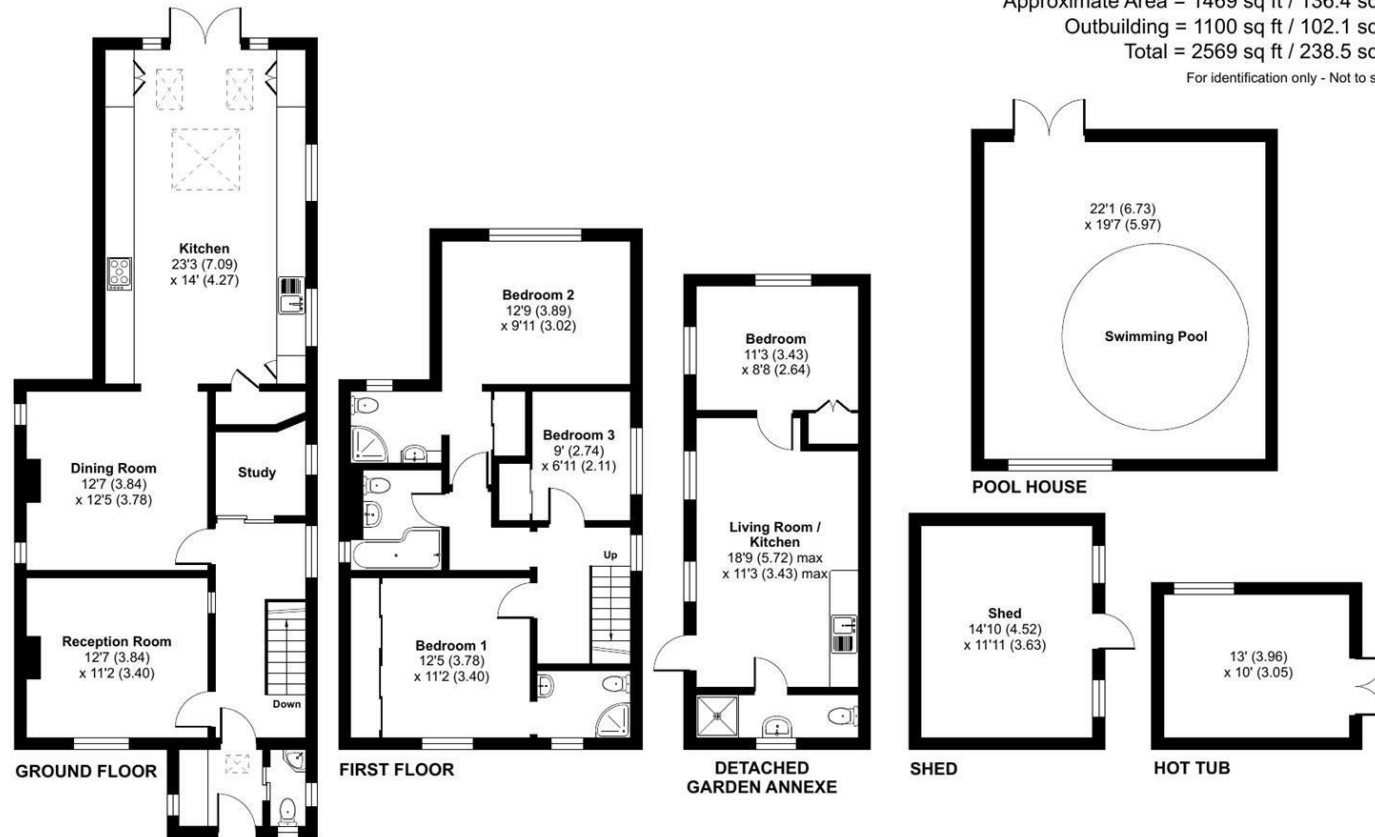 Approximate Area = 1469 sq ft / 136.4 sq
Outbuilding = 1100 sq ft / 102.1 sq
Total = 2569 sq ft / 238.5 sq
For identification only - Not to s
Kitchen
23'3 (7.09)
x 14' (4.27)
Dining Room
12'7 (3.84)
x 12'5 (3.78)
Study
Reception Room
12'7 (3.84)
x 11'2 (3.40)
Down
GROUND FLOOR
Bedroom 2
12'9 (3.89)
x 9'11 (3.02)
Bedroom 3
9' (2.74)
x 6'11 (2.11)
Up
Bedroom 1
12'5 (3.78)
x 11'2 (3.40)
FIRST FLOOR
Bedroom
11'3 (3.43)
x 8'8 (2.64)
Living Room /
Kitchen
18'9 (5.72) max
x 11'3 (3.43) max
DETACHED
GARDEN ANNEXE
22'1 (6.73)
x 19'7 (5.97)
Swimming Pool
POOL HOUSE
Shed
14'10 (4.52)
x 11'11 (3.63)
SHED
13' (3.96)
x 10' (3.05)
HOT TUB